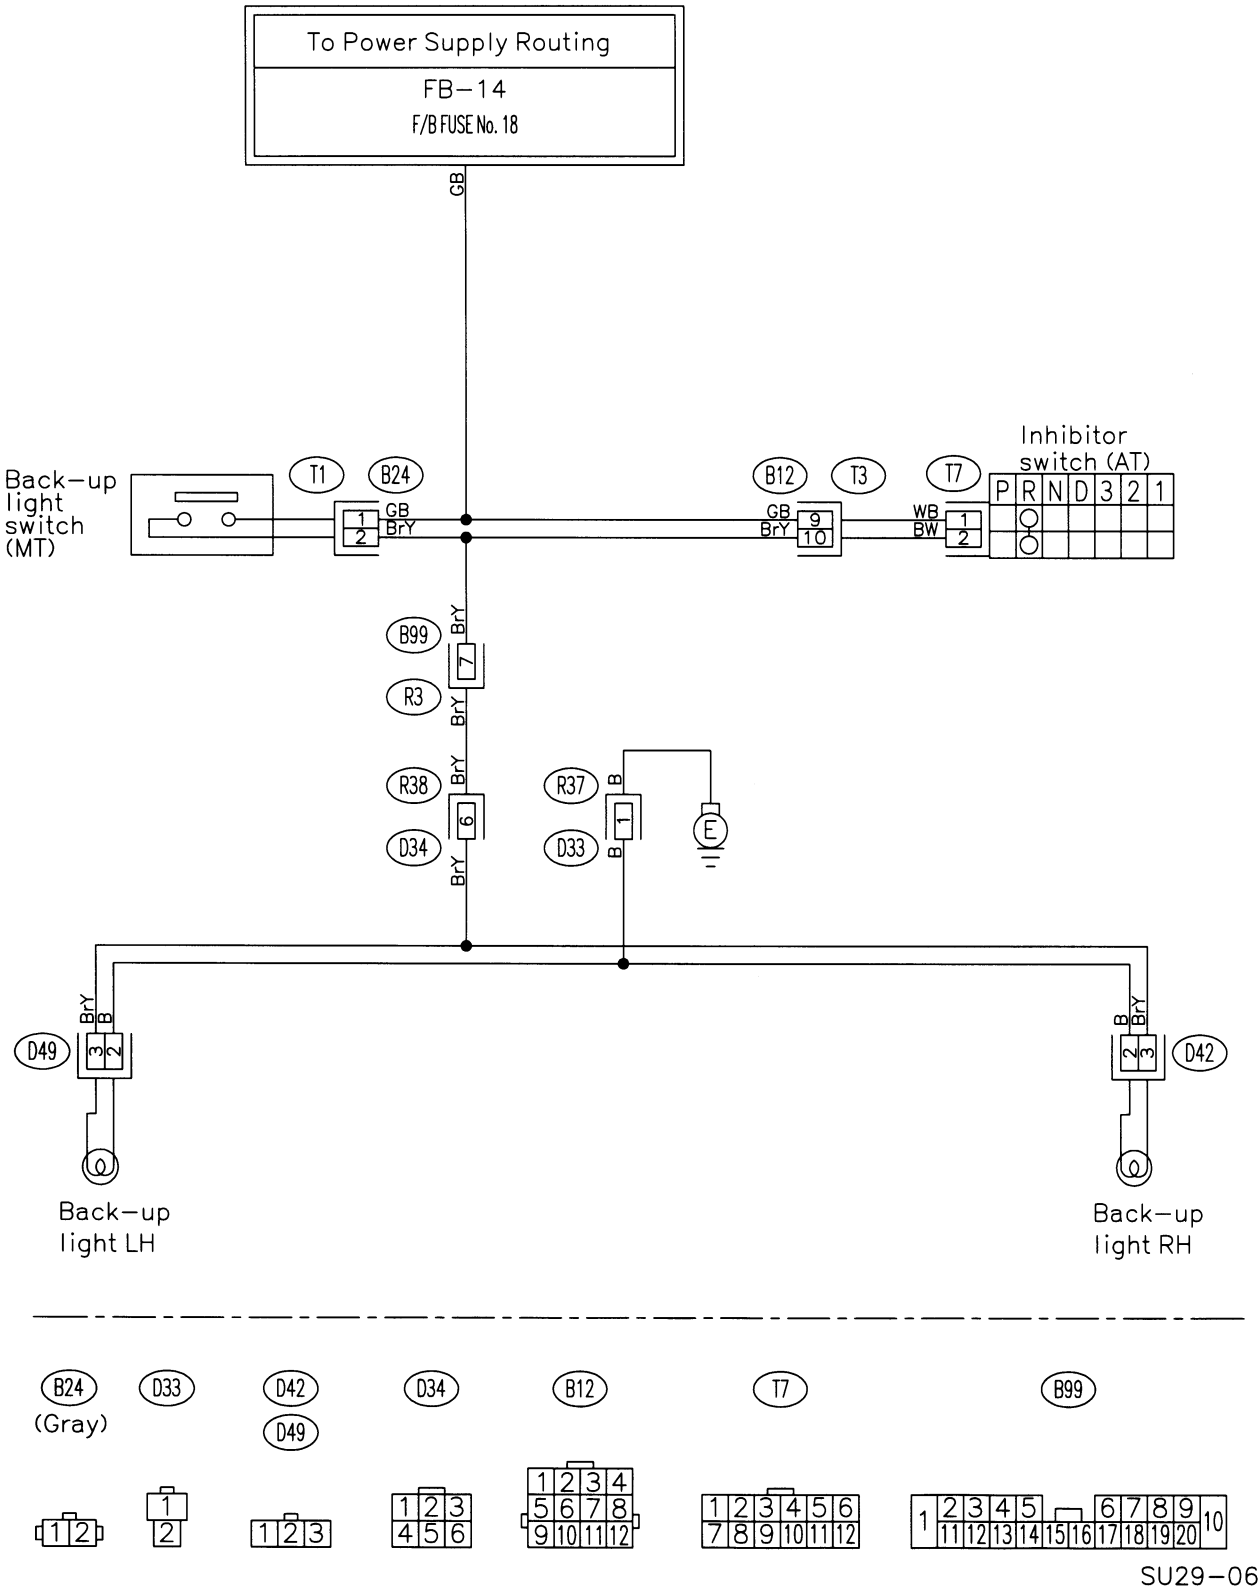 To Power Supply Routing
FB-14
F/B FUSE No. 18
GB
Inhibitor
switch (AT)
Back-up
light
switch
(MT)
T1
B24
B12
T3
T7
P R N D 3 2 1
1
GB
GB
9
WB
1
2
BrY
BrY
10
BW
2
BrY
B99
7
R3
BrY
BrY
R38
6
D34
BrY
B
R37
1
D33
B
E
BrY
B
D49
3 2
B
BrY
2 3
D42
Back-up
light LH
Back-up
light RH
B24
(Gray)
D33
D42
D49
D34
B12
T7
B99
1 2
1
2
1 2 3
1 2 3
4 5 6
1 2 3 4
5 6 7 8
9 10 11 12
1 2 3 4 5 6
7 8 9 10 11 12
1 2 3 4 5 6 7 8 9 10
11 12 13 14 15 16 17 18 19 20
SU29-06